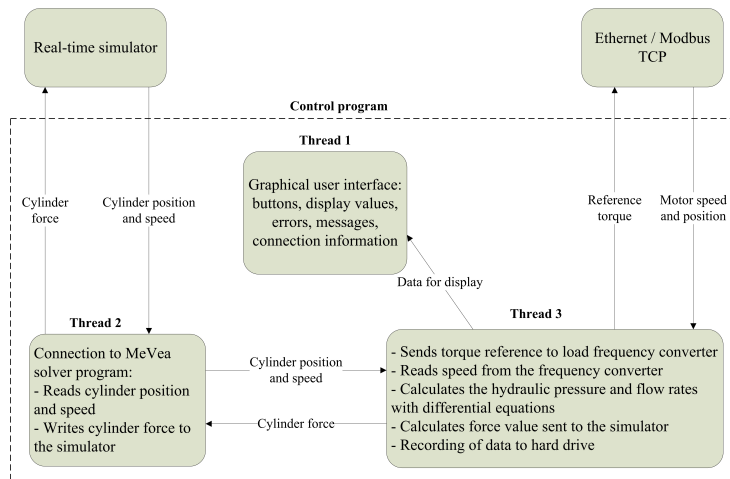 Real-time simulator
Ethernet / Modbus
TCP
Control program
Thread 1
Graphical user interface:
buttons, display values,
errors, messages,
connection information
Cylinder
force
Cylinder position
and speed
Reference
torque
Motor speed
and position
Data for display
Thread 2
Thread 3
Connection to MeVea
solver program:
- Reads cylinder position
and speed
- Writes cylinder force to
the simulator
Cylinder position
and speed
Cylinder force
- Sends torque reference to load frequency converter
- Reads speed from the frequency converter
- Calculates the hydraulic pressure and flow rates
with differential equations
- Calculates force value sent to the simulator
- Recording of data to hard drive